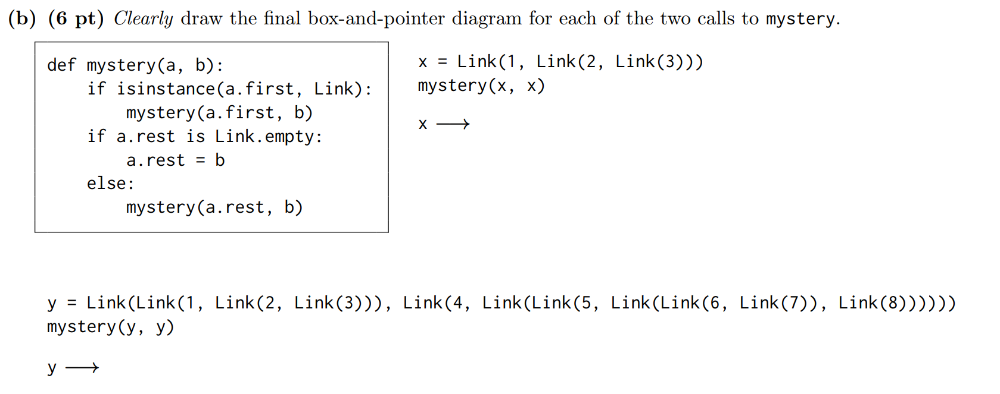 (b) (6 pt) Clearly draw the final box-and-pointer diagram for each of the two calls to mystery.
def mystery(a, b):
    if isinstance(a.first, Link):
        mystery(a.first, b)
    if a.rest is Link.empty:
        a.rest = b
    else:
        mystery(a.rest, b)
x = Link(1, Link(2, Link(3)))
mystery(x, x)
x ⟶
y = Link(Link(1, Link(2, Link(3))), Link(4, Link(Link(5, Link(Link(6, Link(7)), Link(8))))))
mystery(y, y)
y ⟶